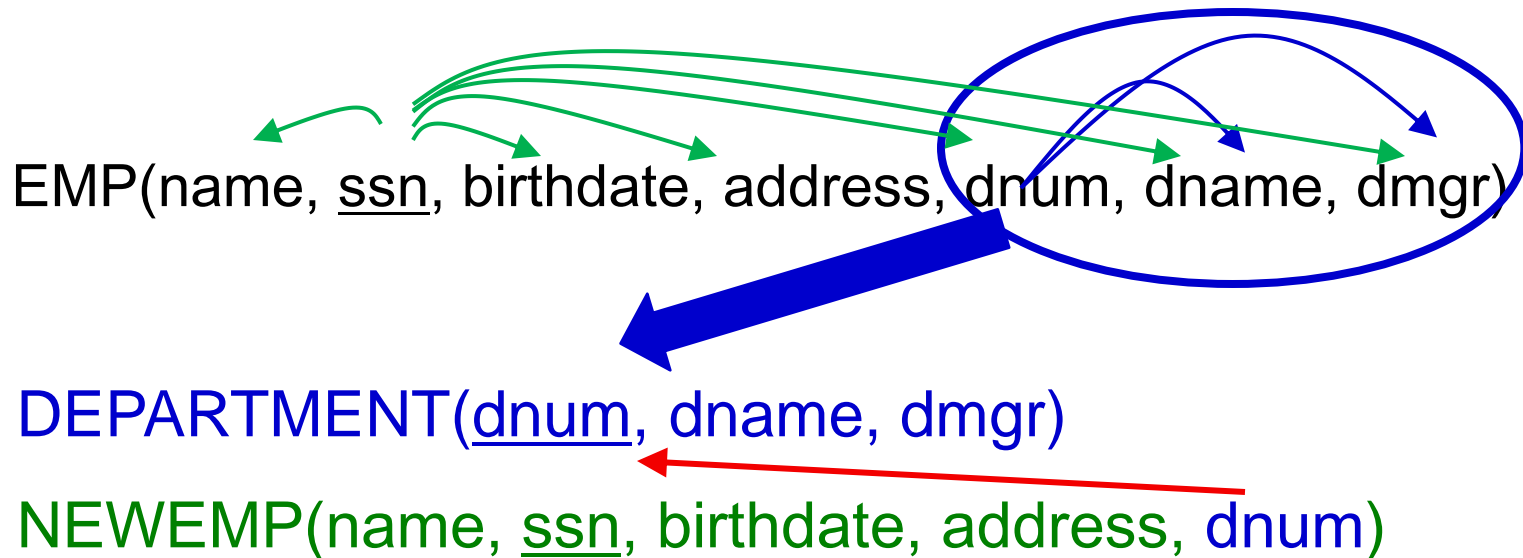 EMP(name, ssn, birthdate, address, dnum, dname, dmgr)
DEPARTMENT(dnum, dname, dmgr)
NEWEMP(name, ssn, birthdate, address, dnum)